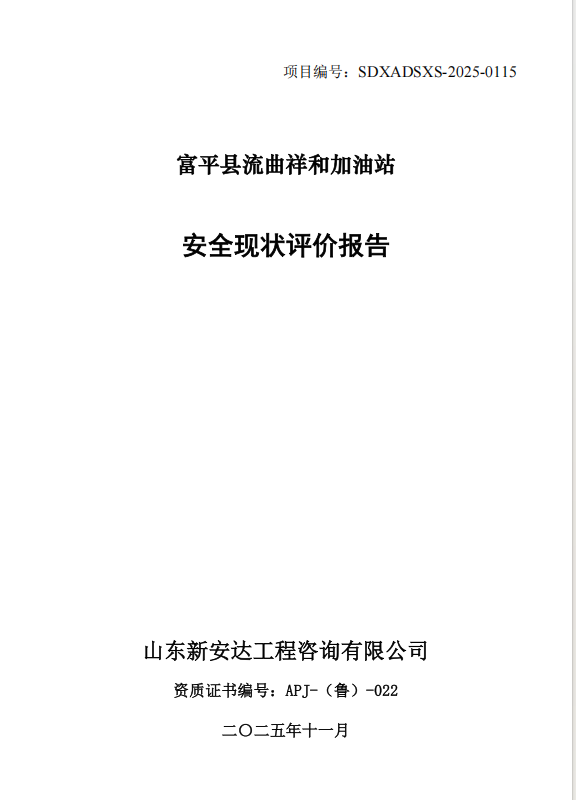 项目编号：SDXADSXS-2025-0115
富平县流曲祥和加油站
安全现状评价报告
山东新安达工程咨询有限公司
资质证书编号：APJ-（鲁）-022
二〇二五年十一月